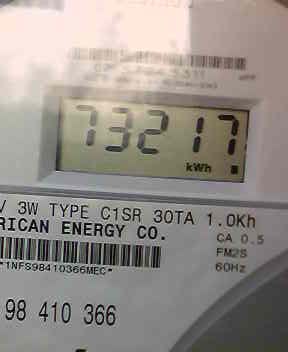 73217
kWh
V 3W TYPE C1SR 30TA 1.0Kh
RICAN ENERGY CO.
CA 0.5
FM2S
60Hz
*1NFS98410366MEC*
98 410 366